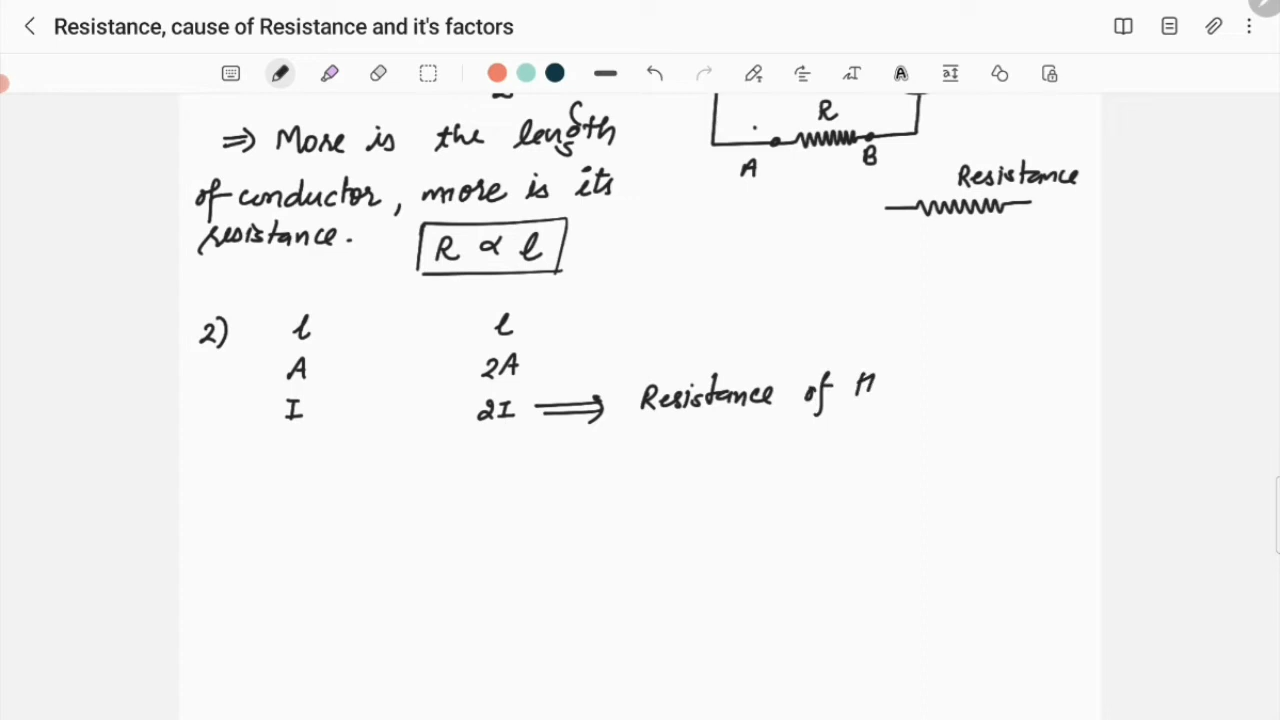 Resistance, cause of Resistance and it's factors
R
⇒ More is the length
A B
Resistance
of conductor, more is its
resistance.
R ∝ l
2) l l
A 2A
I 2I ⇒ Resistance of